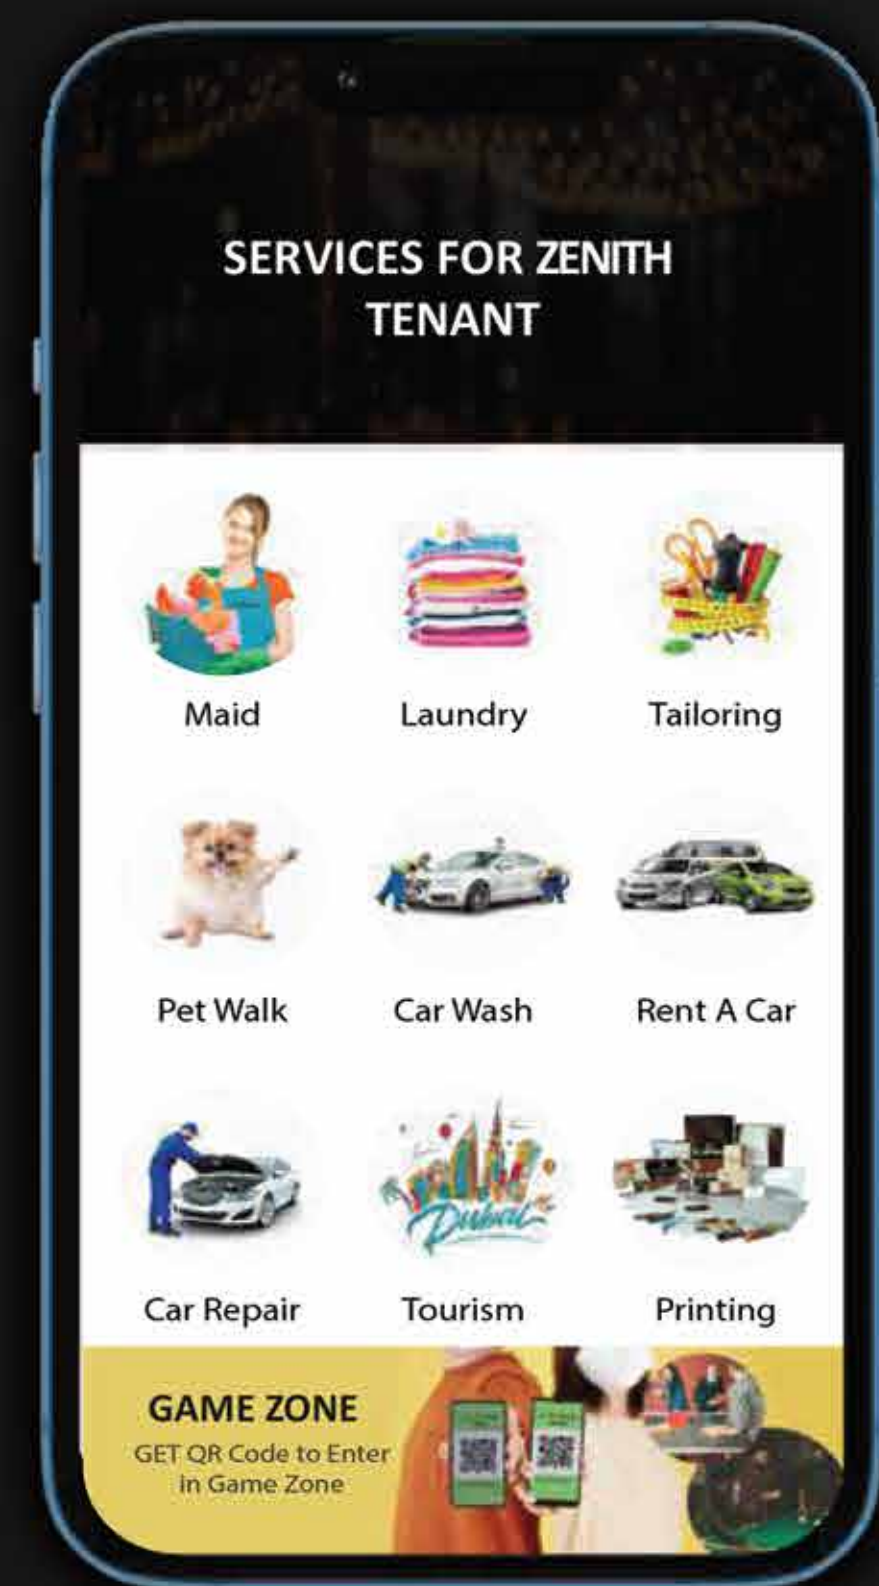 SERVICES FOR ZENITH
TENANT
Maid
Laundry
Tailoring
Pet Walk
Car Wash
Rent A Car
Dubai
Car Repair
Tourism
Printing
GAME ZONE
GET QR Code to Enter
in Game Zone